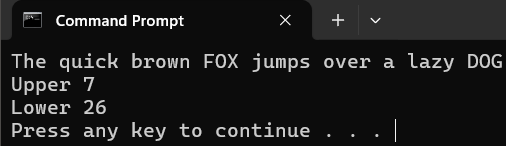 Command Prompt
The quick brown FOX jumps over a lazy DOG
Upper 7
Lower 26
Press any key to continue . . .